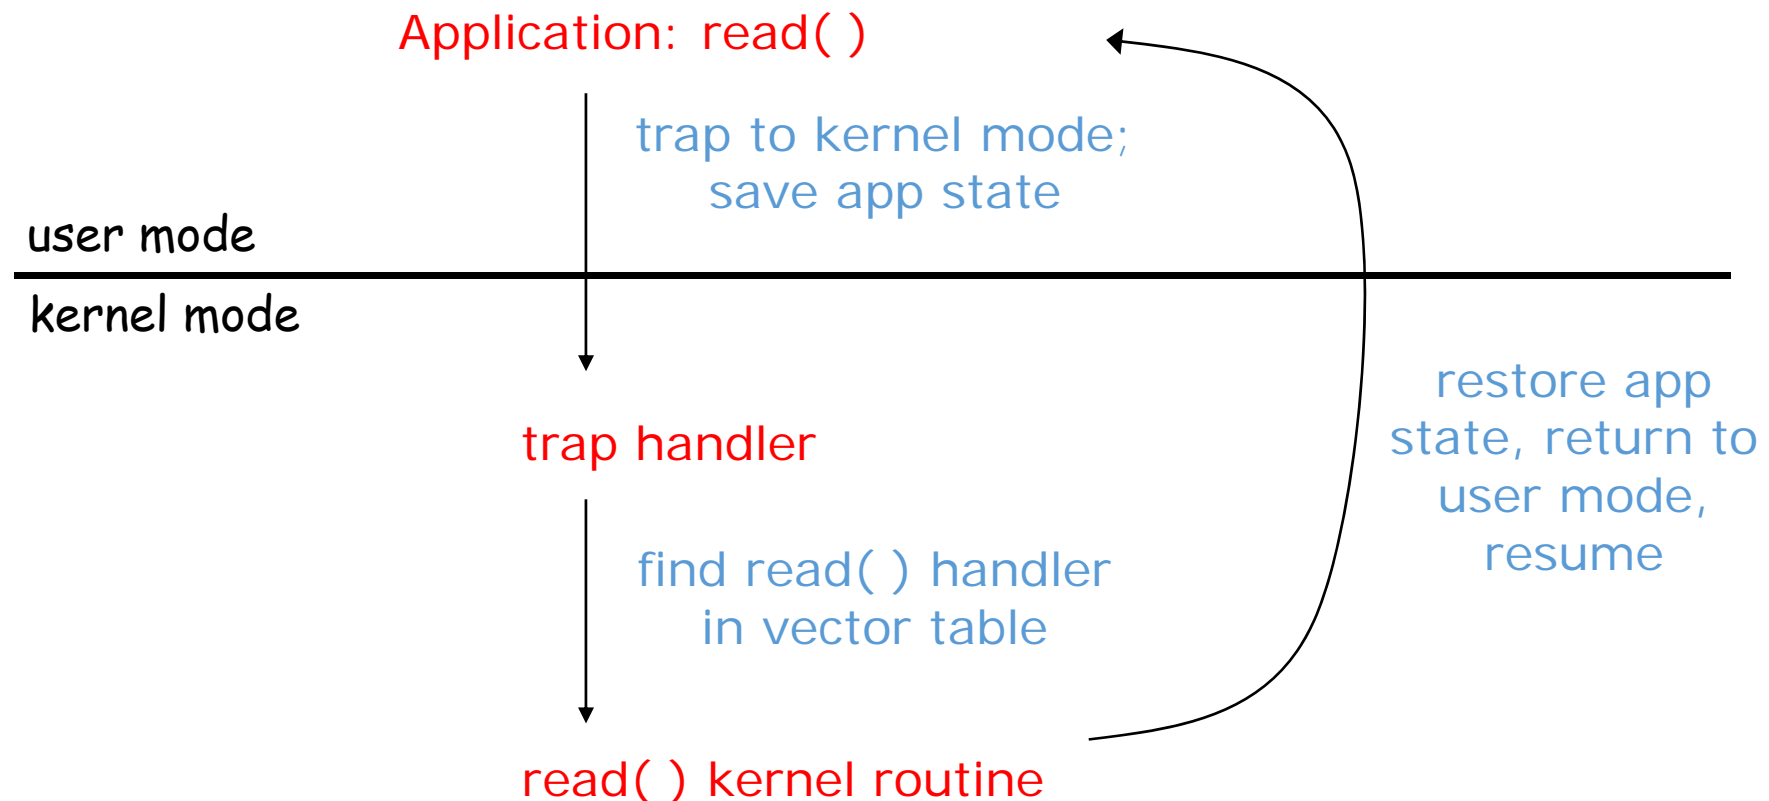 Application: read( )
trap to kernel mode;
save app state
user mode
kernel mode
restore app
state, return to
user mode,
resume
trap handler
find read( ) handler
in vector table
read( ) kernel routine